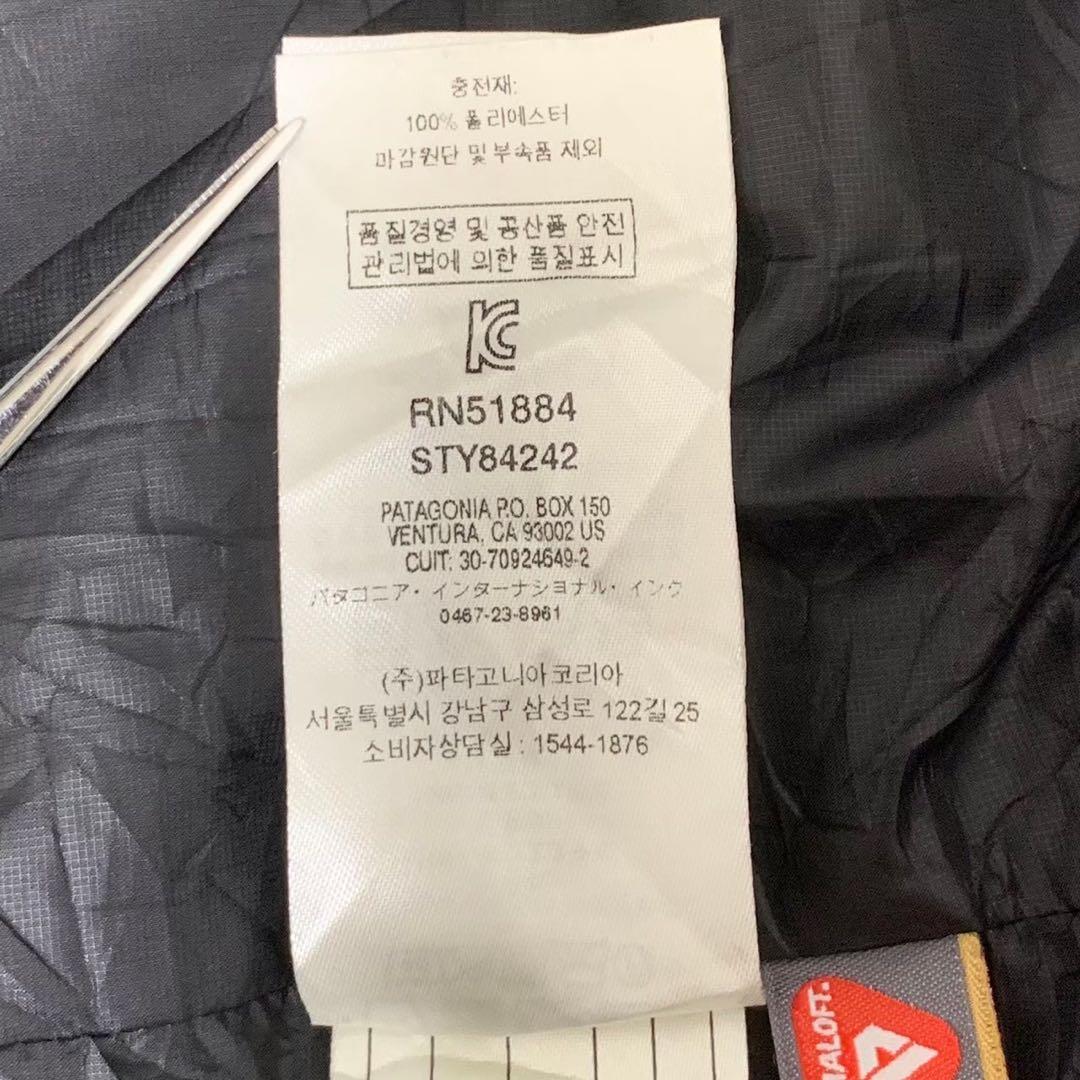 충전재:
100% 폴리에스터
마감원단 및 부속품 제외
품질경영 및 공산품 안전
관리법에 의한 품질표시
KC
RN51884
STY84242
PATAGONIA P.O. BOX 150
VENTURA, CA 93002 US
CUIT: 30-70924649-2
パタゴニア・インターナショナル・インク
0467-23-8961
(주)파타고니아코리아
서울특별시 강남구 삼성로 122길 25
소비자상담실 : 1544-1876
ALOFT.